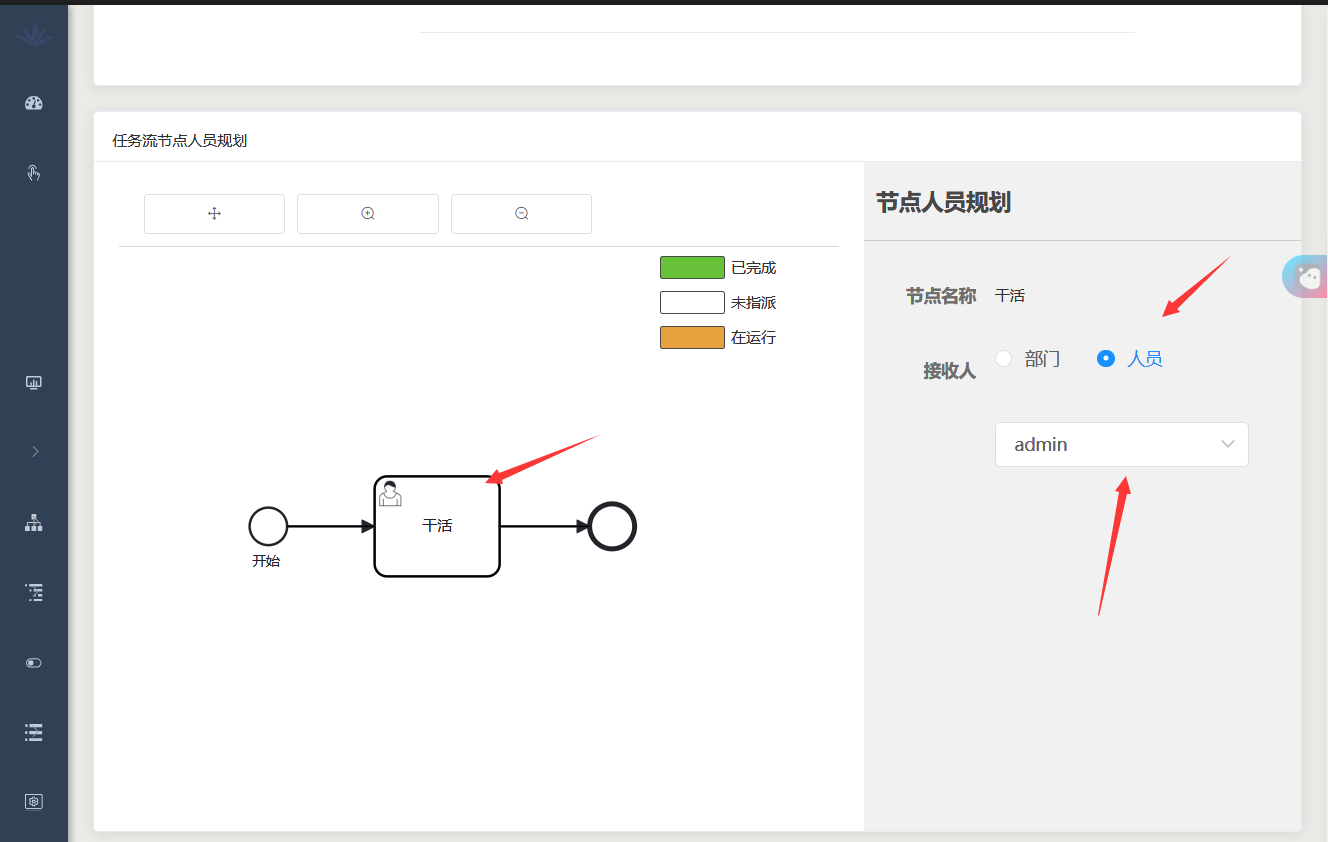 任务流节点人员规划
节点人员规划
已完成
未指派
在运行
节点名称 干活
接收人 部门 人员
admin
干活
开始